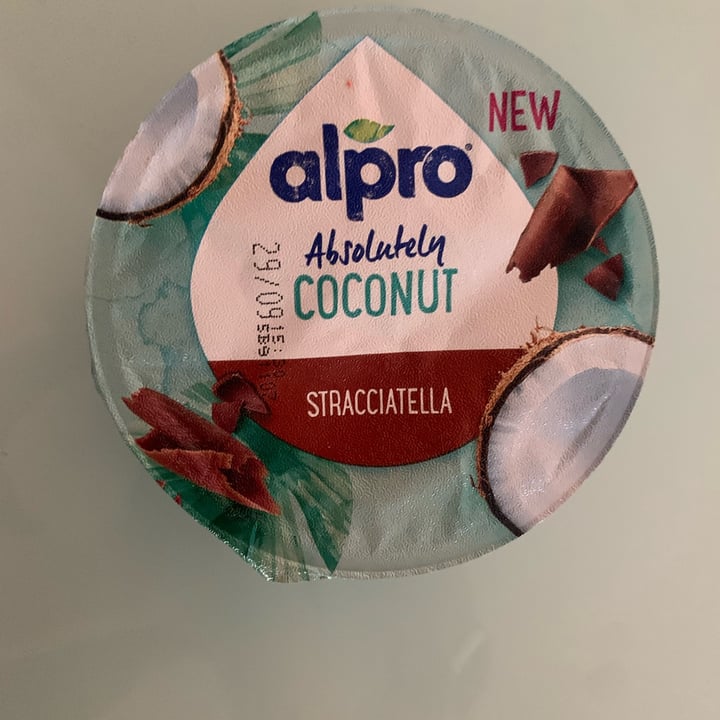 NEW
alpro
Absolutely
COCONUT
STRACCIATELLA
29/09